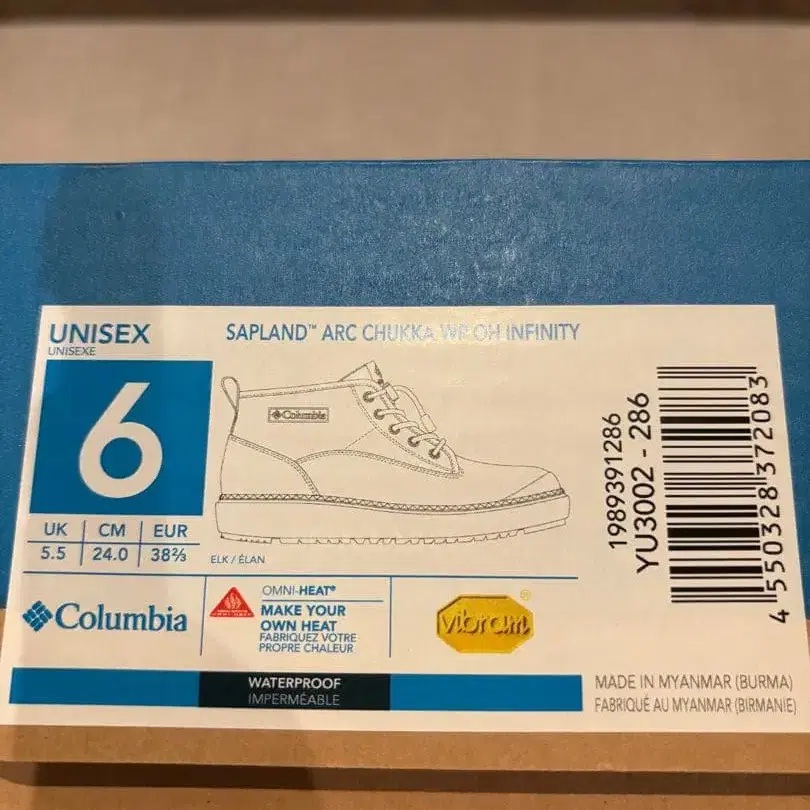 UNISEX
UNISEXE
6
UK CM EUR
5.5 24.0 38⅔
SAPLAND™ ARC CHUKKA WP OH INFINITY
Columbia
ELK / ÉLAN
1989391286
YU3002 - 286
4 550328 372083
Columbia
OMNI-HEAT®
MAKE YOUR
OWN HEAT
FABRIQUEZ VOTRE
PROPRE CHALEUR
vibram®
WATERPROOF
IMPERMÉABLE
MADE IN MYANMAR (BURMA)
FABRIQUÉ AU MYANMAR (BIRMANIE)